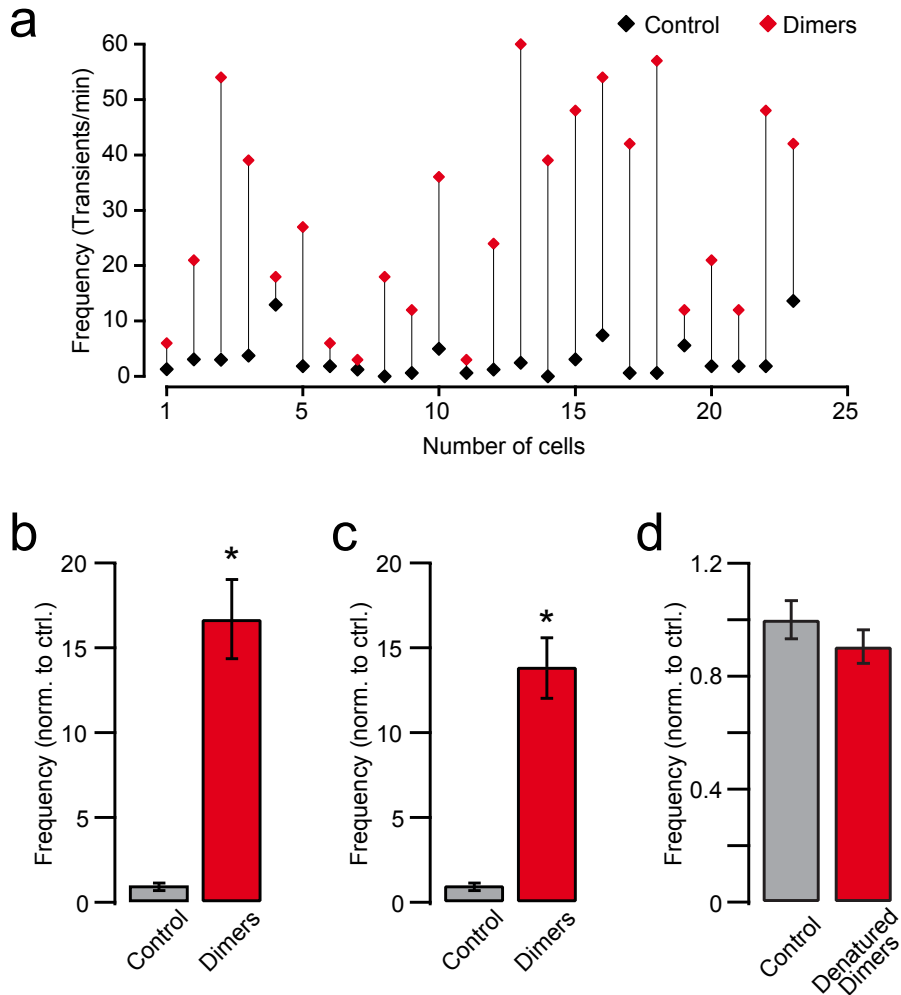 a
Control Dimers
Frequency (Transients/min)
60
50
40
30
20
10
0
1 5 10 15 20 25
Number of cells
b
Frequency (norm. to ctrl.)
20
15
10
5
0
*
Control Dimers
c
Frequency (norm. to ctrl.)
20
15
10
5
0
*
Control Dimers
d
Frequency (norm. to ctrl.)
1.2
0.8
0.4
0
Control
Denatured
Dimers